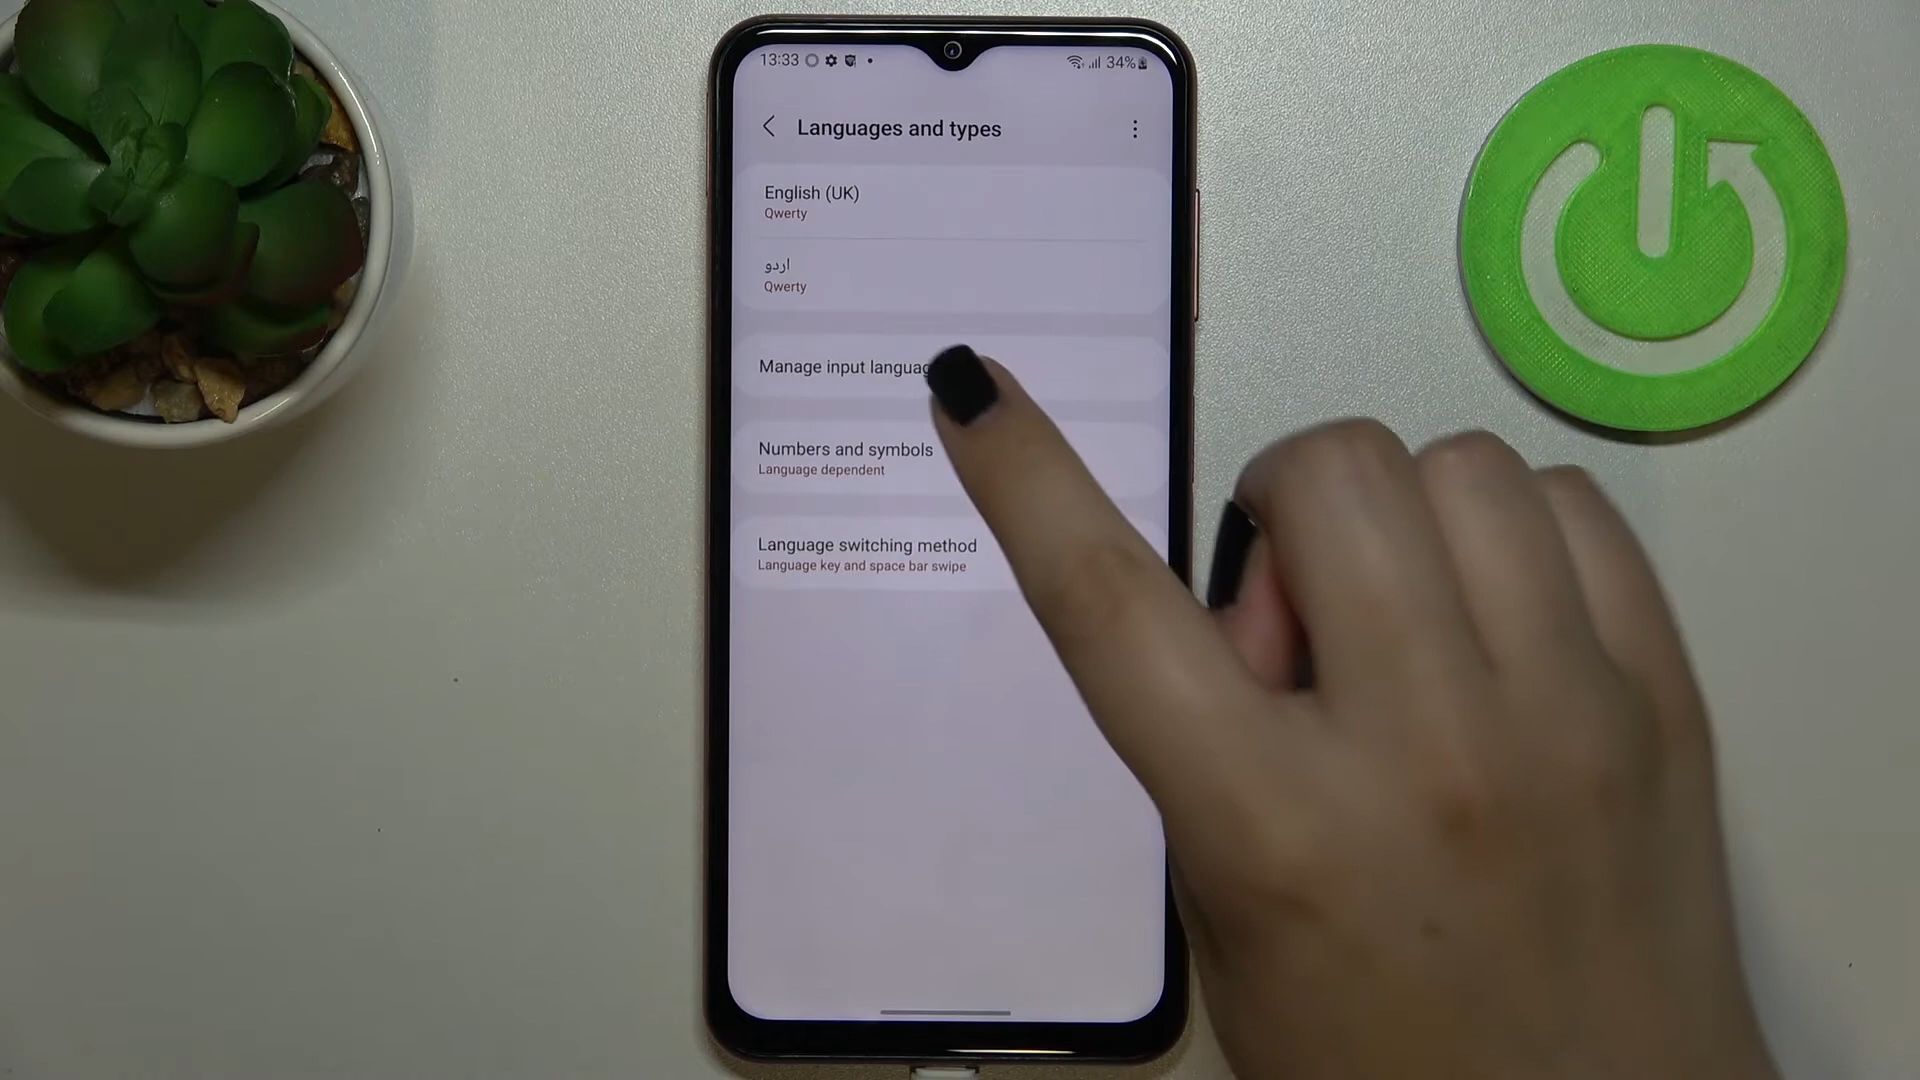 13:33
34%
Languages and types
English (UK)
Qwerty
اردو
Qwerty
Manage input
Numbers and symbols
Language dependent
Language switching method
Language key and space bar swipe